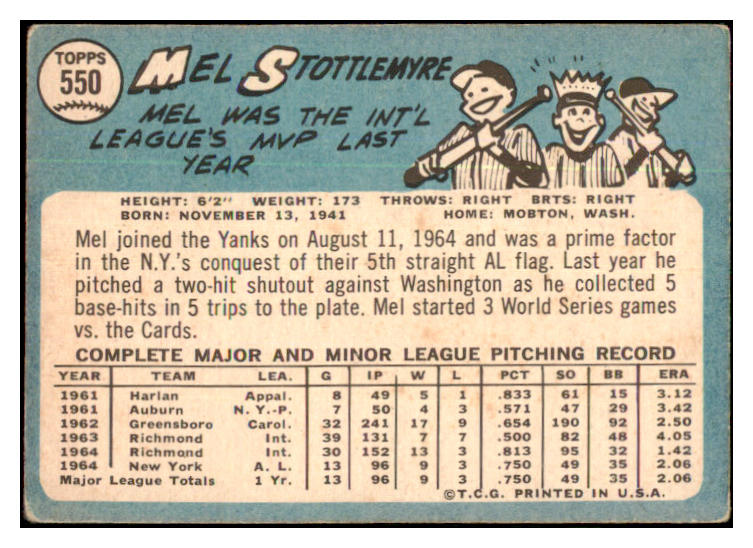 TOPPS
550
MEL STOTTLEMYRE
MEL WAS THE INT'L
LEAGUE'S MVP LAST
YEAR
HEIGHT: 6'2" WEIGHT: 173 THROWS: RIGHT BRTS: RIGHT
BORN: NOVEMBER 13, 1941 HOME: MOBTON, WASH.
Mel joined the Yanks on August 11, 1964 and was a prime factor
in the N.Y.'s conquest of their 5th straight AL flag. Last year he
pitched a two-hit shutout against Washington as he collected 5
base-hits in 5 trips to the plate. Mel started 3 World Series games
vs. the Cards.
COMPLETE MAJOR AND MINOR LEAGUE PITCHING RECORD
YEAR TEAM LEA. G IP W L PCT SO BB ERA
1961 Harlan Appal. 8 49 5 1 .833 61 15 3.12
1961 Auburn N.Y.-P. 7 50 4 3 .571 47 29 3.42
1962 Greensboro Carol. 32 241 17 9 .654 190 92 2.50
1963 Richmond Int. 39 131 7 7 .500 82 48 4.05
1964 Richmond Int. 30 152 13 3 .813 95 32 1.42
1964 New York A. L. 13 96 9 3 .750 49 35 2.06
Major League Totals 1 Yr. 13 96 9 3 .750 49 35 2.06
©T.C.G. PRINTED IN U.S.A.